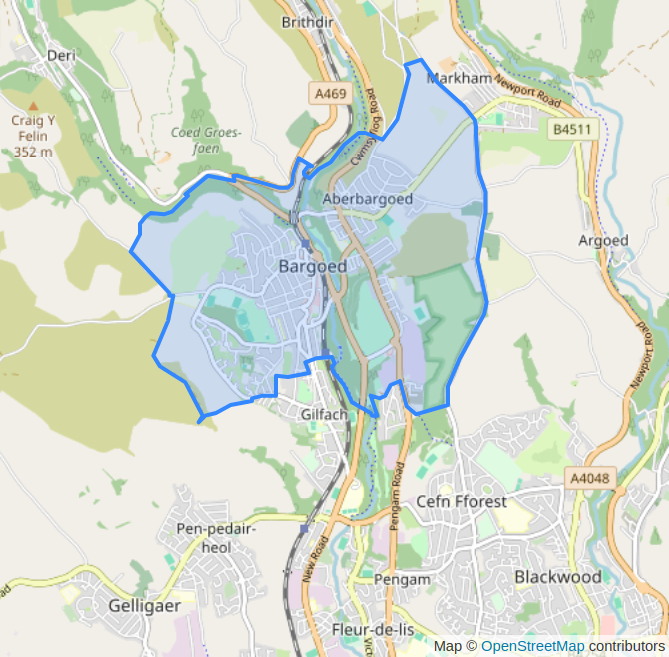 Brithdir
Deri
Markham
A469
Newport Road
Craig Y
Felin
352 m
Coed Groes-
faen
Cwmsyfiog Road
B4511
Aberbargoed
Argoed
Bargoed
Newport Road
Gilfach
A4048
Pengam Road
Cefn Fforest
Pen-pedair-
heol
New Road
Pengam
Blackwood
Gelligaer
Fleur-de-lis
Map © OpenStreetMap contributors